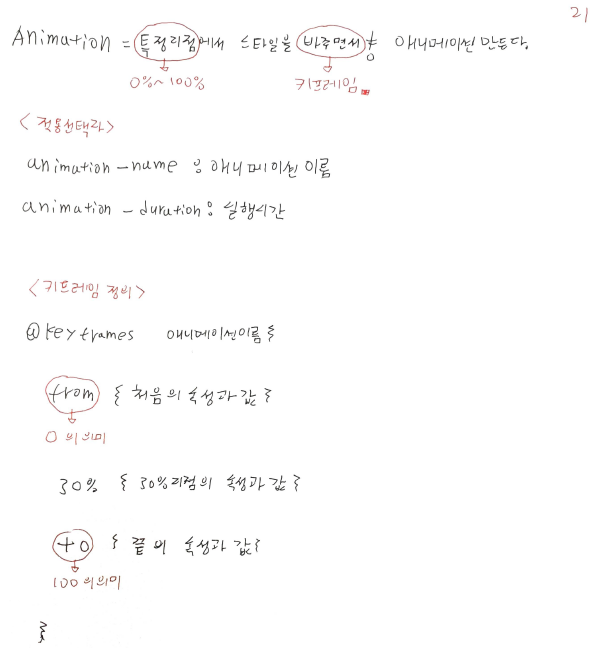 21
Animation = 특정지점에서 스타일을 바꾸면서 애니메이션 만든다.
0%~100% 키프레임
<적용선택자>
animation-name : 애니메이션 이름
animation-duration : 실행시간
<키프레임 정의>
@keyframes 애니메이션이름 {
from { 처음의 속성과 값 }
0의 의미
30% { 30%지점의 속성과 값 }
to { 끝의 속성과 값 }
100의 의미
}